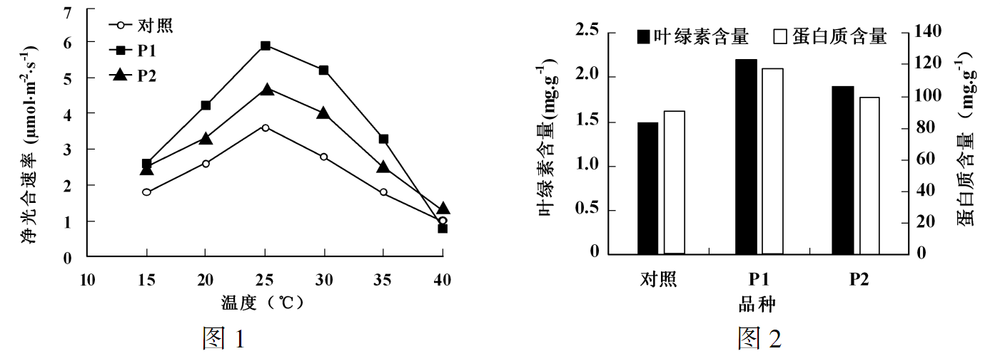 净光合速率 (μmol·m-2·s-1)
7
6
5
4
3
2
1
0
对照
P1
P2
10 15 20 25 30 35 40
温度（℃）
图 1
叶绿素含量(mg.g-1)
2.5
2.0
1.5
1.0
0.5
0
叶绿素含量 蛋白质含量
140
120
100
80
60
40
20
0
蛋白质含量（mg.g-1）
对照 P1 P2
品种
图 2